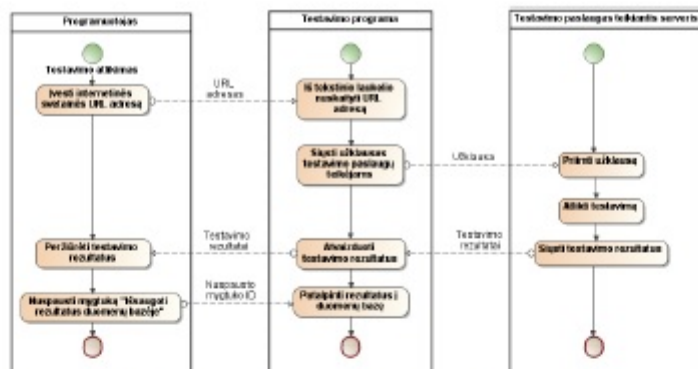 Programuotojas
Testavimo programa
Testavimo paslaugas teikiantis serveris
Testavimo atlikimas
Įvesti internetinės
svetainės URL adresą
URL
adresas
Iš tekstinio laukelio
nuskaityti URL
adresą
Siųsti užklausas
testavimo paslaugų
teikėjams
Užklausa
Priimti užklausą
Atlikti testavimą
Peržiūrėti testavimo
rezultatus
Testavimo
rezultatai
Atvaizduoti
testavimo rezultatus
Testavimo
rezultatai
Siųsti testavimo rezultatus
Nuspausti mygtuką "Išsaugoti
rezultatus duomenų bazėje"
Nuspausto
mygtuko ID
Patalpinti rezultatus į
duomenų bazę